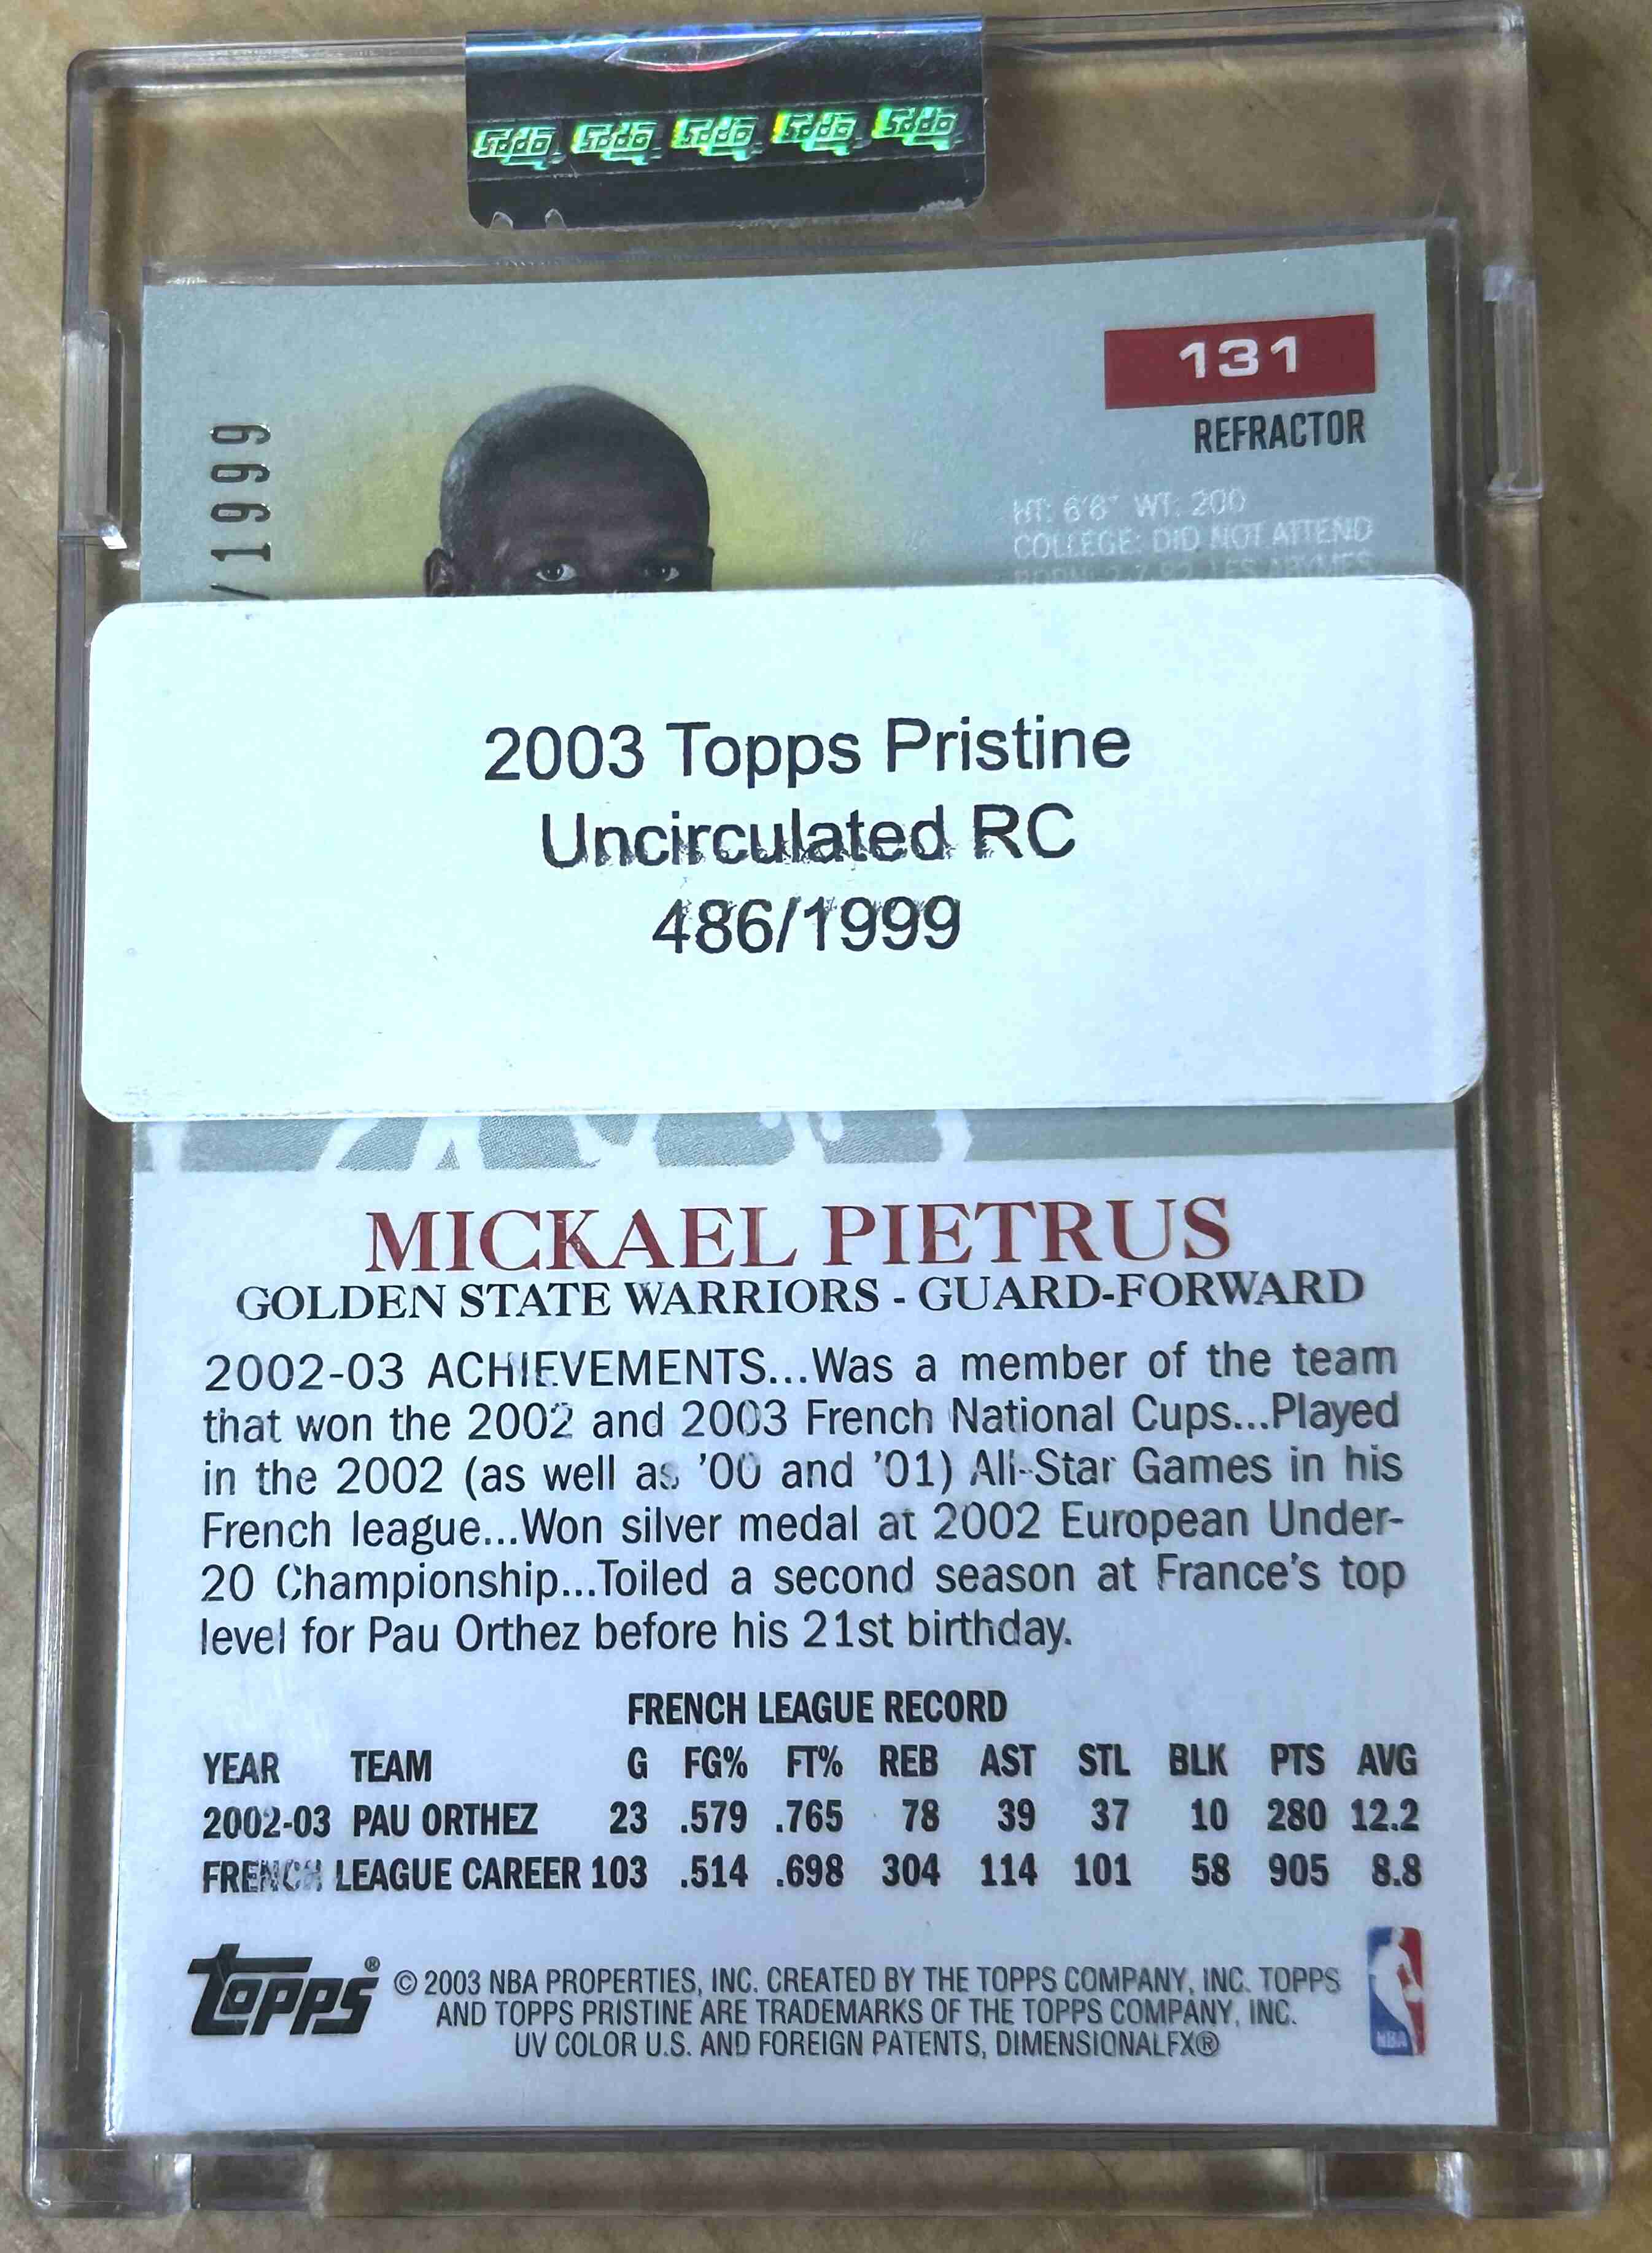 131
REFRACTOR
/1999
HT: 6'6" WT: 200
COLLEGE: DID NOT ATTEND
BORN: 2.7.82, LES ABYMES
2003 Topps Pristine
Uncirculated RC
486/1999
MICKAEL PIETRUS
GOLDEN STATE WARRIORS - GUARD-FORWARD
2002-03 ACHIEVEMENTS...Was a member of the team
that won the 2002 and 2003 French National Cups...Played
in the 2002 (as well as '00 and '01) All-Star Games in his
French league...Won silver medal at 2002 European Under-
20 Championship...Toiled a second season at France's top
level for Pau Orthez before his 21st birthday.
FRENCH LEAGUE RECORD
YEAR TEAM G FG% FT% REB AST STL BLK PTS AVG
2002-03 PAU ORTHEZ 23 .579 .765 78 39 37 10 280 12.2
FRENCH LEAGUE CAREER 103 .514 .698 304 114 101 58 905 8.8
topps® © 2003 NBA PROPERTIES, INC. CREATED BY THE TOPPS COMPANY, INC. TOPPS
AND TOPPS PRISTINE ARE TRADEMARKS OF THE TOPPS COMPANY, INC.
UV COLOR U.S. AND FOREIGN PATENTS, DIMENSIONALFX®
NBA